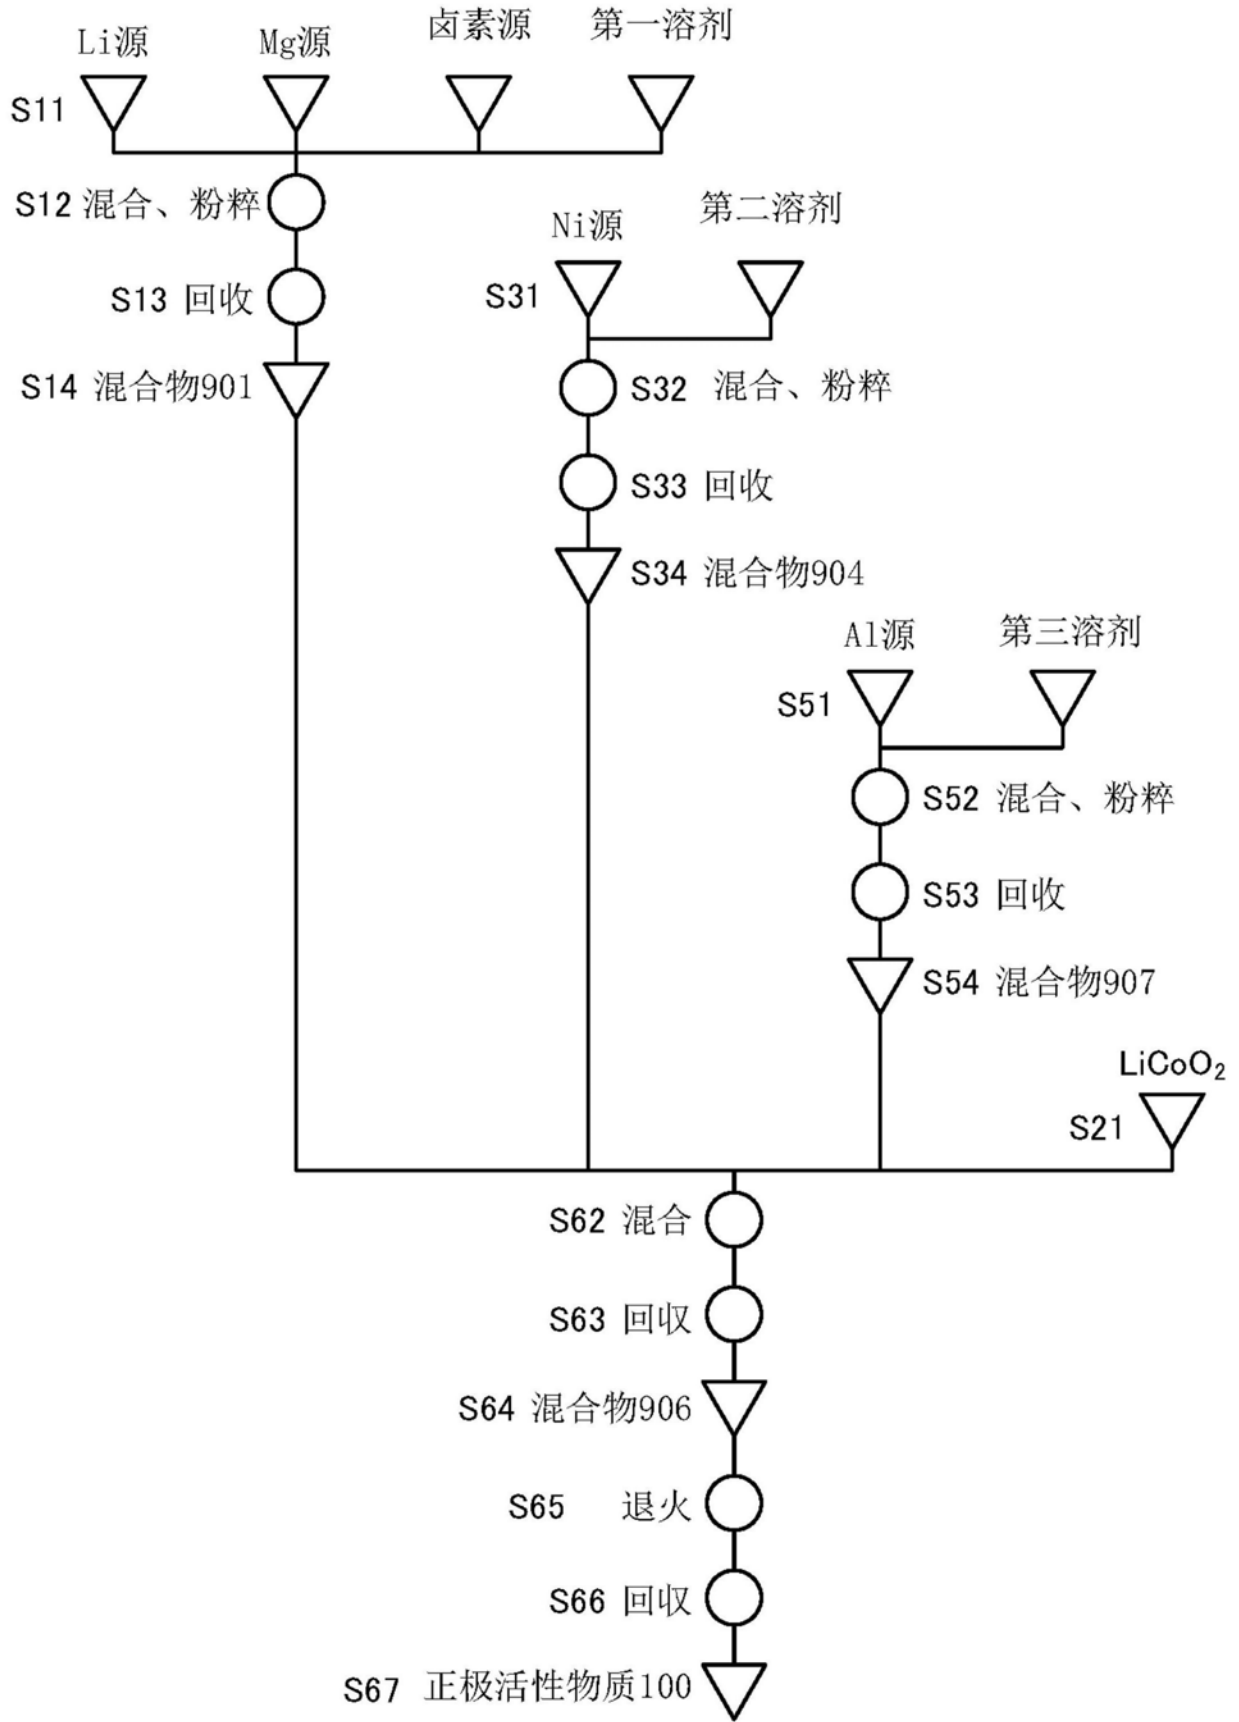 Li源 Mg源 卤素源 第一溶剂
S11
S12 混合、粉粹
Ni源 第二溶剂
S13 回收
S31
S14 混合物901
S32 混合、粉粹
S33 回收
S34 混合物904
Al源 第三溶剂
S51
S52 混合、粉粹
S53 回收
S54 混合物907
LiCoO₂
S21
S62 混合
S63 回収
S64 混合物906
S65 退火
S66 回収
S67 正极活性物质100